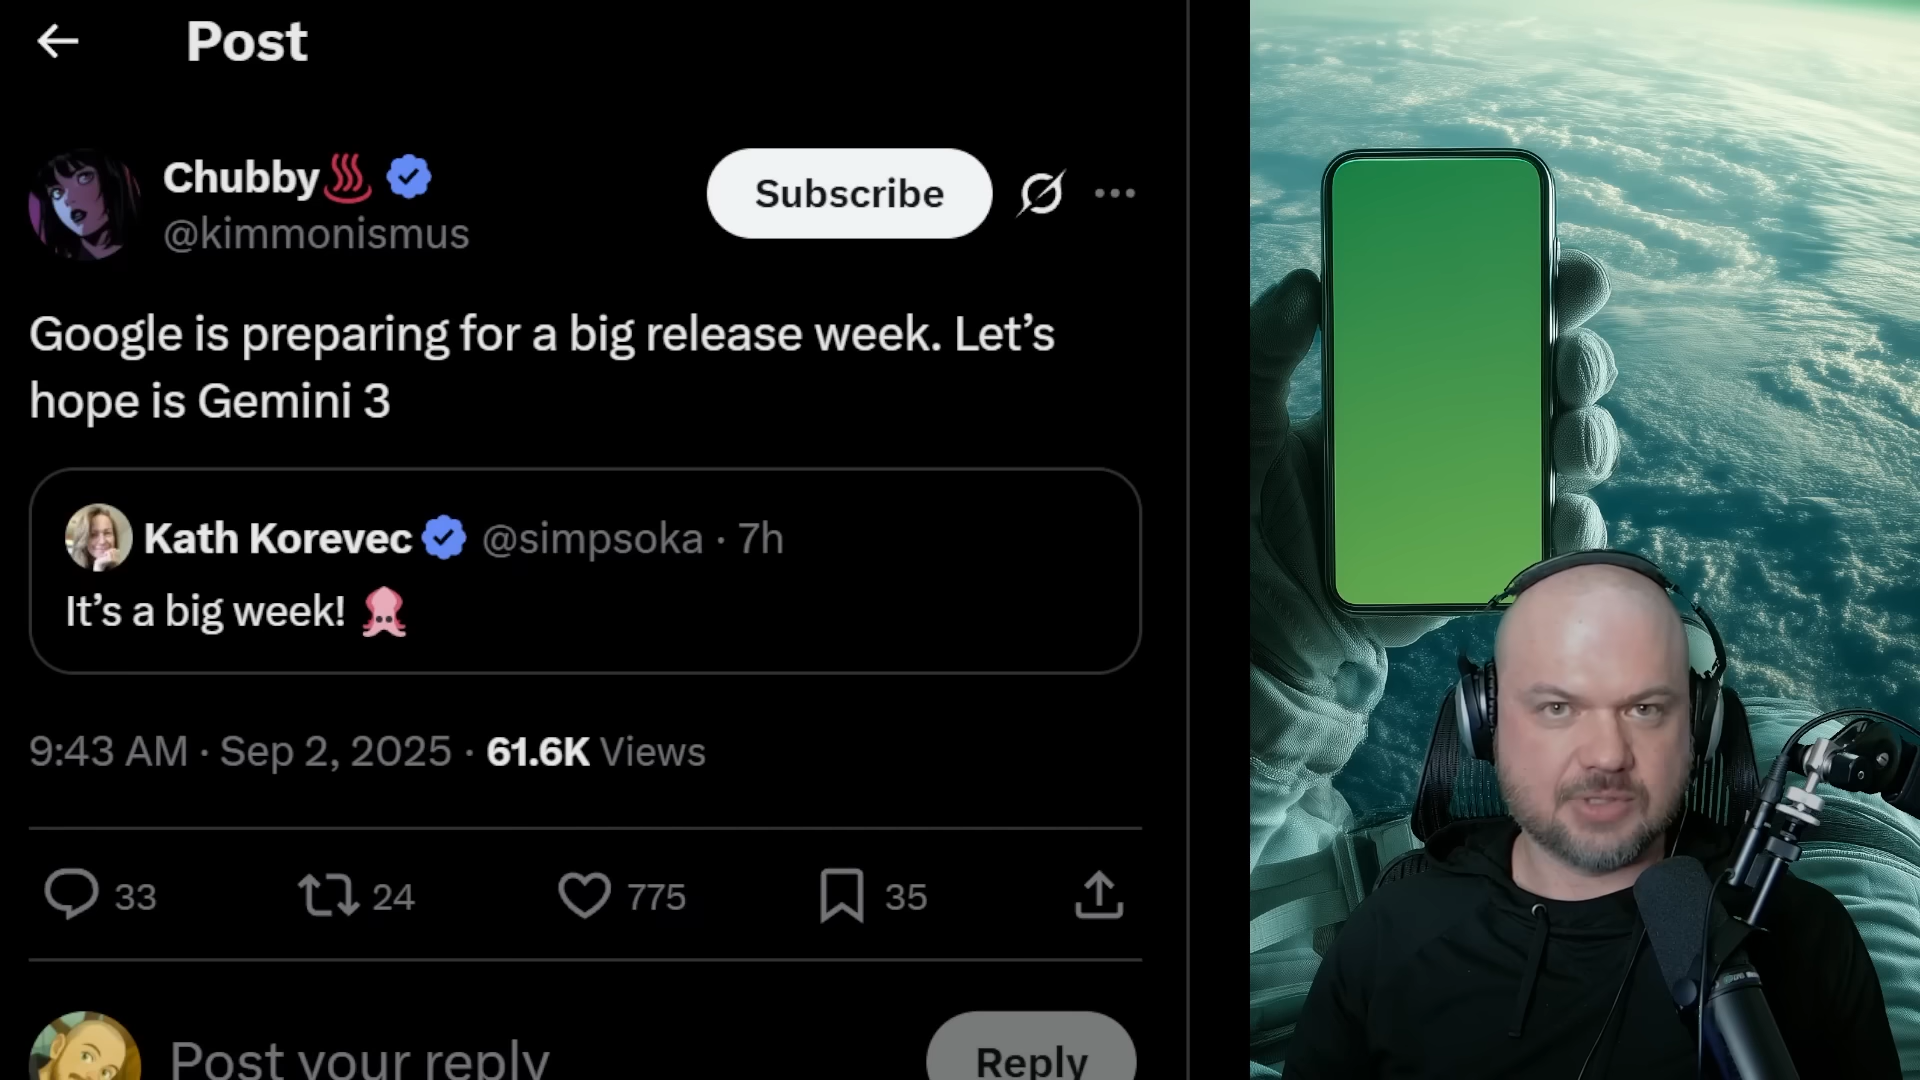 Post
Chubby♨️
@kimmonismus
Subscribe
Google is preparing for a big release week. Let’s
hope is Gemini 3
Kath Korevec @simpsoka · 7h
It’s a big week! 🦑
9:43 AM · Sep 2, 2025 · 61.6K Views
33 24 775 35
Post your reply
Reply